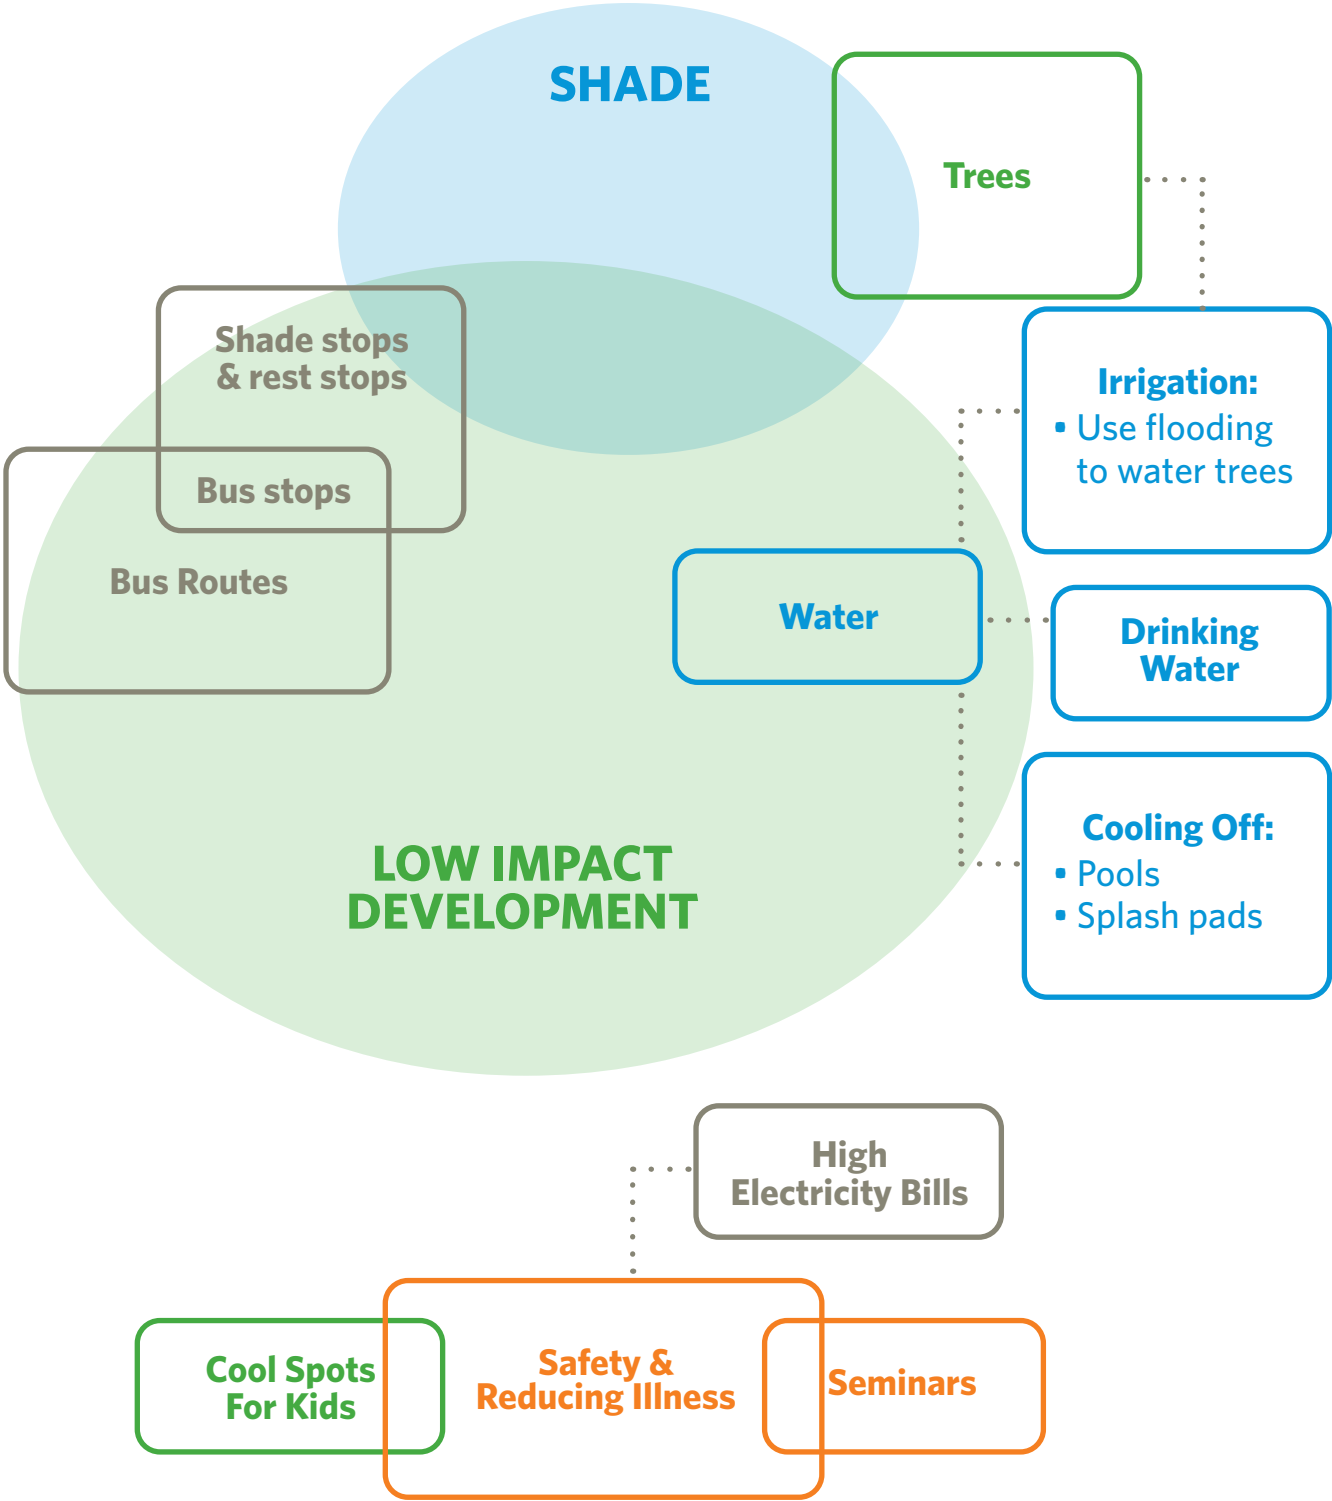 SHADE
Trees
Shade stops
& rest stops
Bus stops
Bus Routes
Irrigation:
• Use flooding
to water trees
Water
Drinking
Water
Cooling Off:
• Pools
• Splash pads
LOW IMPACT
DEVELOPMENT
High
Electricity Bills
Cool Spots
For Kids
Safety &
Reducing Illness
Seminars